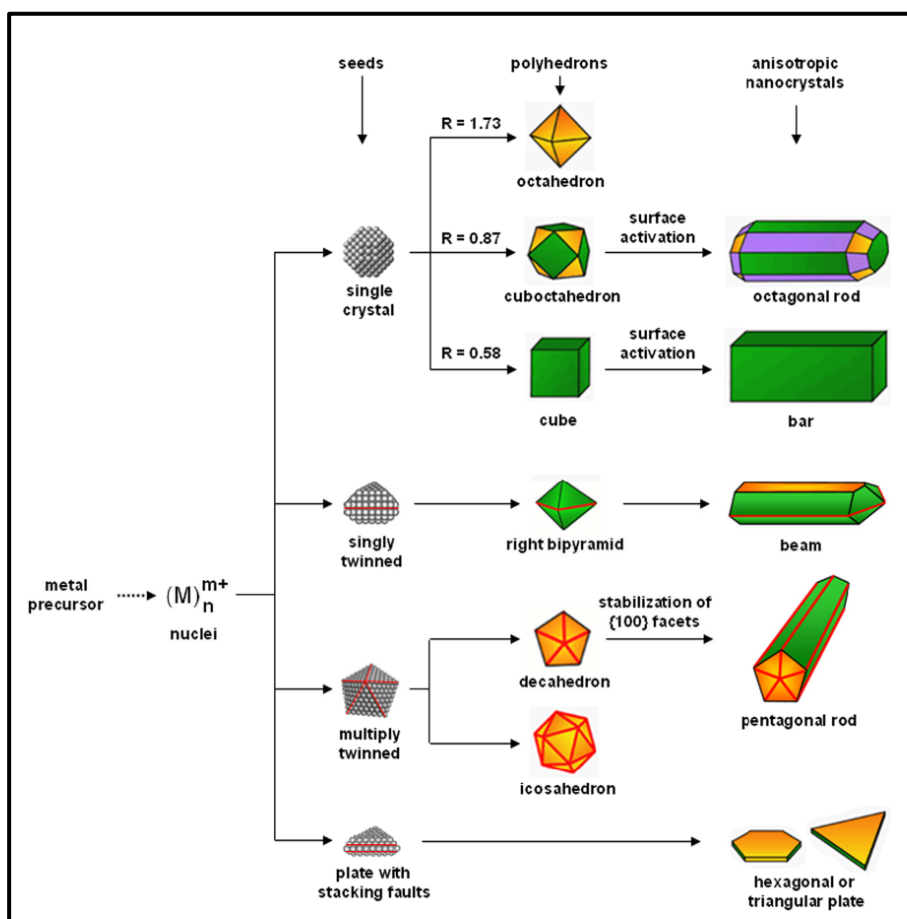 seeds
polyhedrons
anisotropic
nanocrystals
R = 1.73
octahedron
R = 0.87
surface
activation
single
crystal
cuboctahedron
octagonal rod
R = 0.58
surface
activation
cube
bar
singly
twinned
right bipyramid
beam
metal
precursor
(M)n m+
nuclei
stabilization of
{100} facets
decahedron
multiply
twinned
pentagonal rod
icosahedron
plate with
stacking faults
hexagonal or
triangular plate